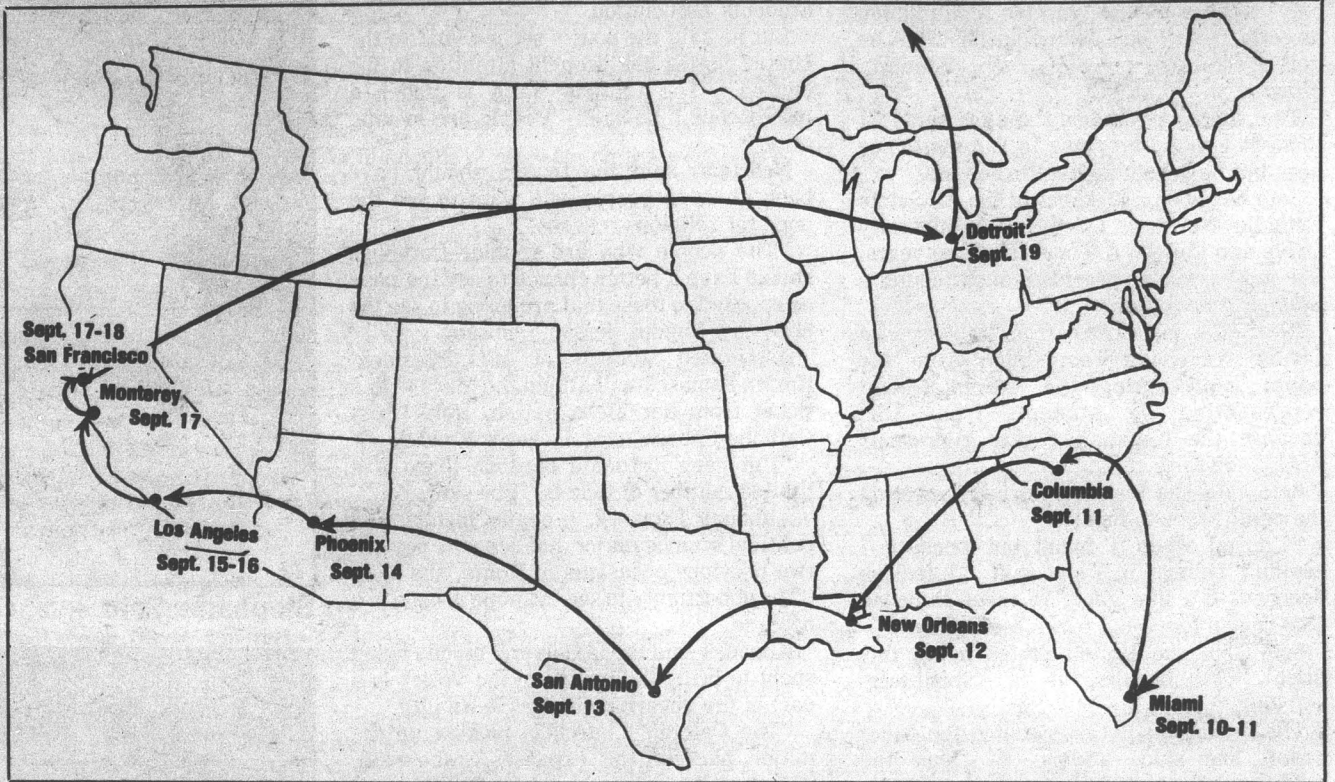 Detroit
Sept. 19
Sept. 17-18
San Francisco
Monterey
Sept. 17
Columbia
Sept. 11
Los Angeles
Sept. 15-16
Phoenix
Sept. 14
New Orleans
Sept. 12
San Antonio
Sept. 13
Miami
Sept. 10-11